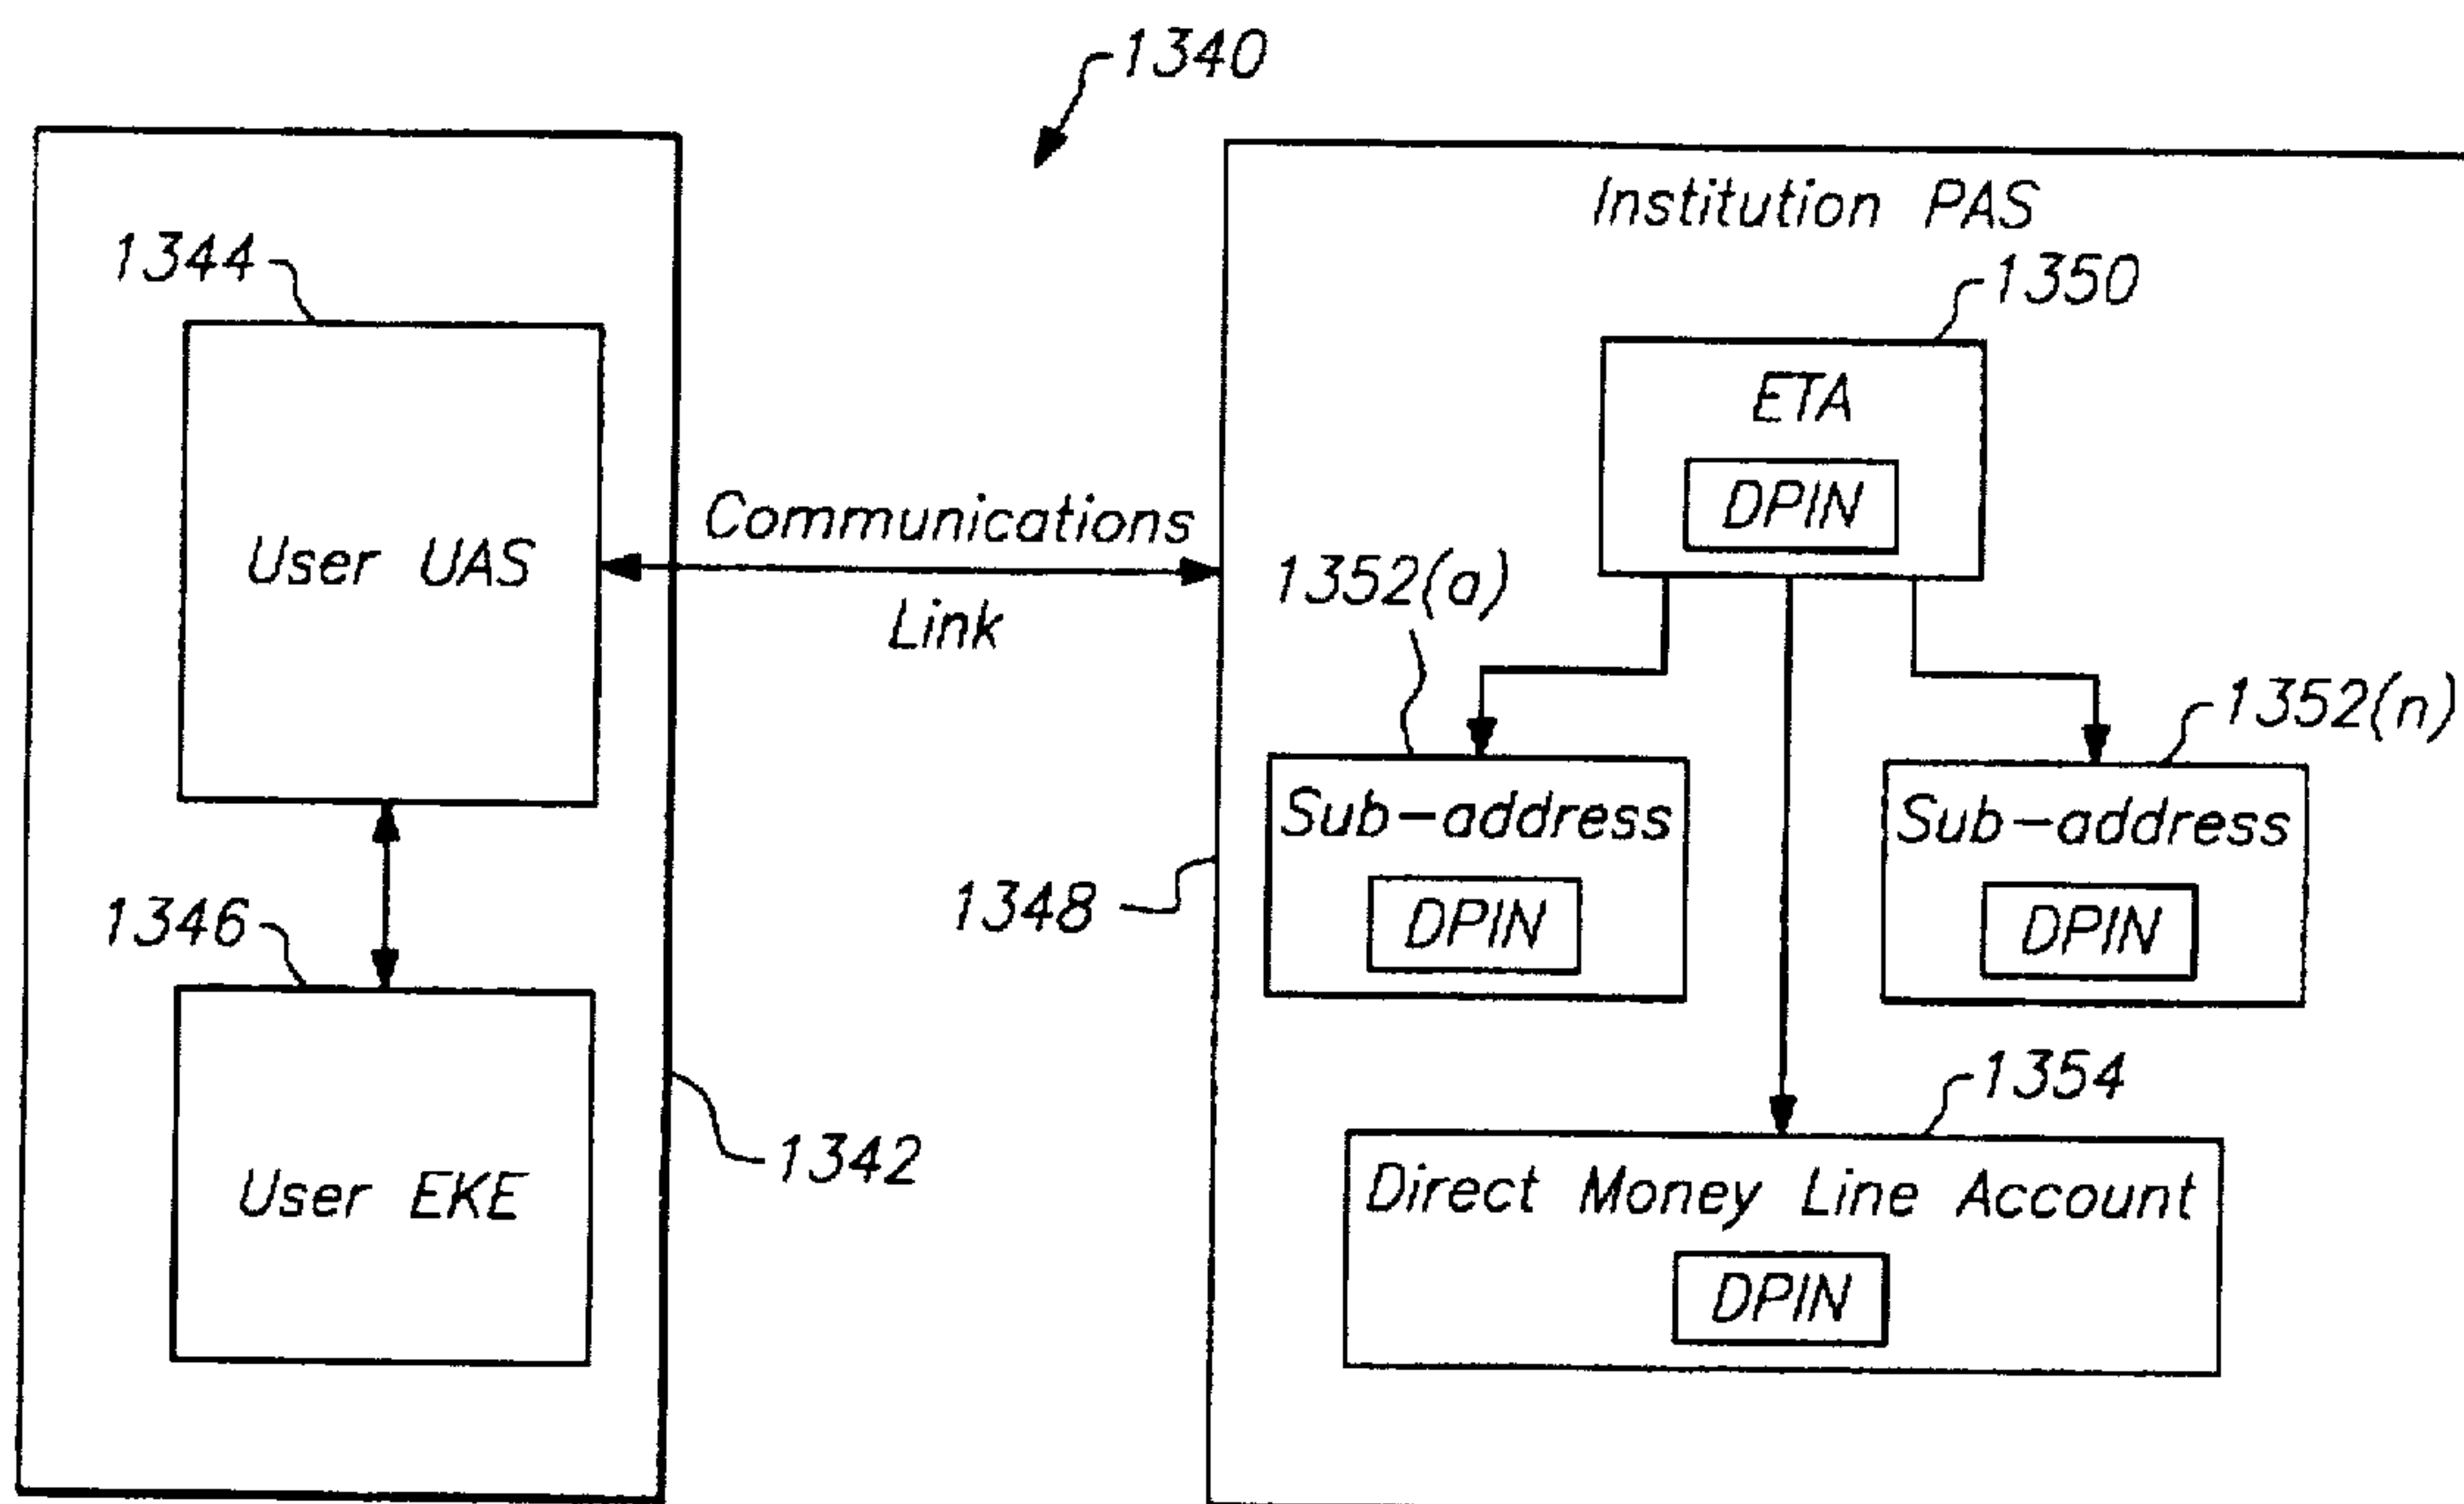 1340
Institution PAS
1344
1350
ETA
DPIN
User UAS
Communications
Link
1352(a)
1352(n)
Sub-address
DPIN
Sub-address
DPIN
1348
1346
User EKE
1342
1354
Direct Money Line Account
DPIN